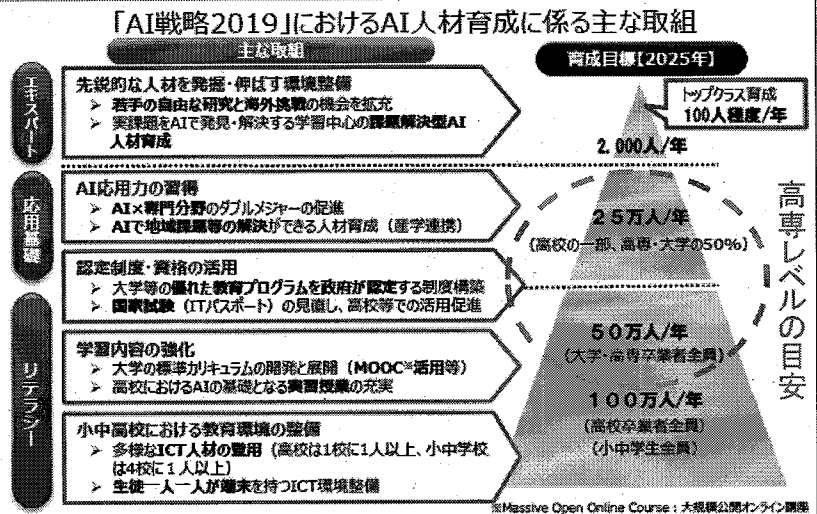 「AI戦略2019」におけるAI人材育成に係る主な取組
主な取組
育成目標【2025年】
エキスパート
先鋭的な人材を発掘・伸ばす環境整備
➢ 若手の自由な研究と海外挑戦の機会を拡充
➢ 実課題をAIで発見・解決する学習中心の課題解決型AI
人材育成
トップクラス育成
100人程度/年
2,000人/年
応用基礎
AI応用力の習得
➢ AI×専門分野のダブルメジャーの促進
➢ AIで地域課題等の解決ができる人材育成（産学連携）
25万人/年
（高校の一部、高専・大学の50%）
高専レベルの目安
認定制度・資格の活用
➢ 大学等の優れた教育プログラムを政府が認定する制度構築
➢ 国家試験（ITパスポート）の見直し、高校等での活用促進
リテラシー
学習内容の強化
➢ 大学の標準カリキュラムの開発と展開（MOOC※活用等）
➢ 高校におけるAIの基礎となる実習授業の充実
50万人/年
（大学・高専卒業者全員）
100万人/年
（高校卒業者全員）
（小中学生全員）
小中高校における教育環境の整備
➢ 多様なICT人材の登用（高校は1校に1人以上、小中学校
は4校に1人以上）
➢ 生徒一人一人が端末を持つICT環境整備
※Massive Open Online Course：大規模公開オンライン講座